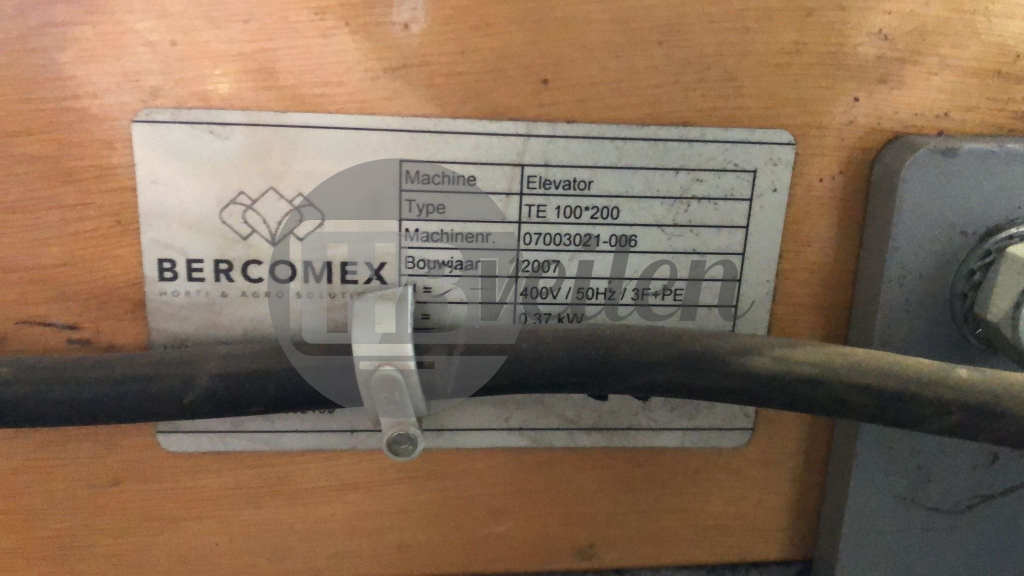 BERCOMEX
HORTI & AGRO SOLUTI
Machine Elevator
Type TE 100*200
Machinenr. 07003021-006
Bouwjaar 2007
= 400V / 50Hz / 3F+PE
= 0,37 kW